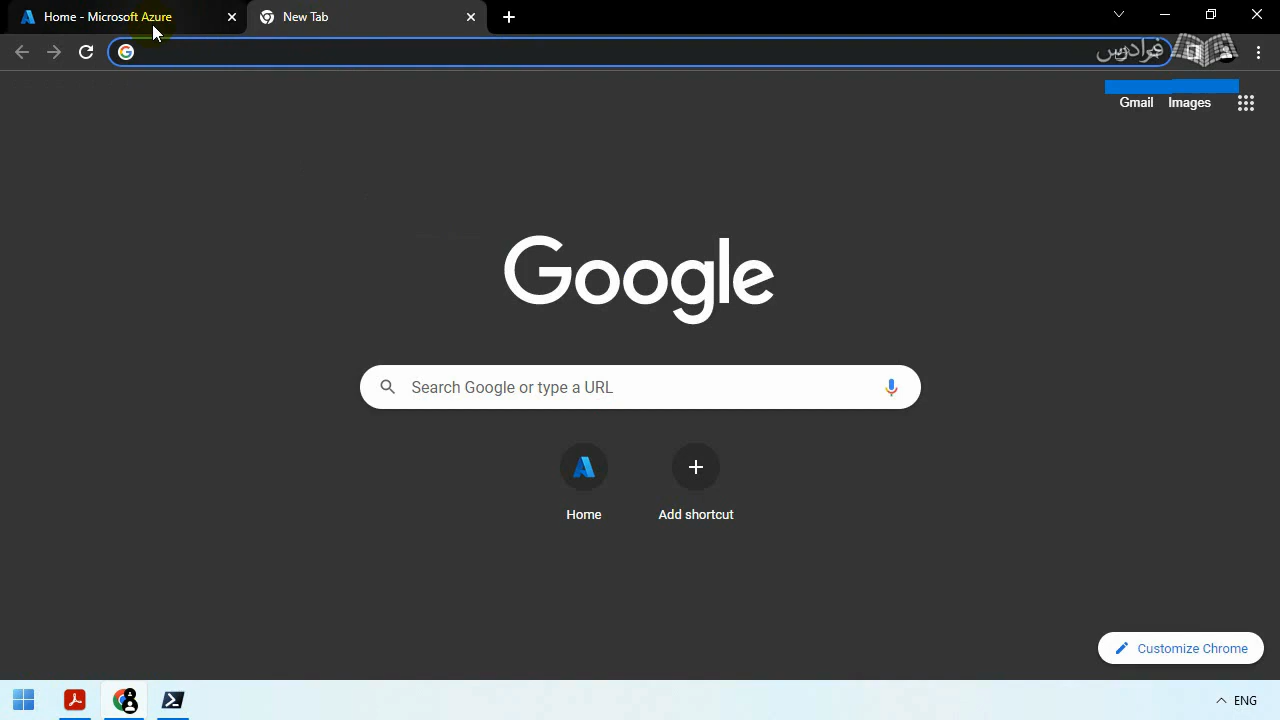 Home - Microsoft Azure
New Tab
فرادرس
Gmail Images
Google
Search Google or type a URL
Home
Add shortcut
Customize Chrome
ENG